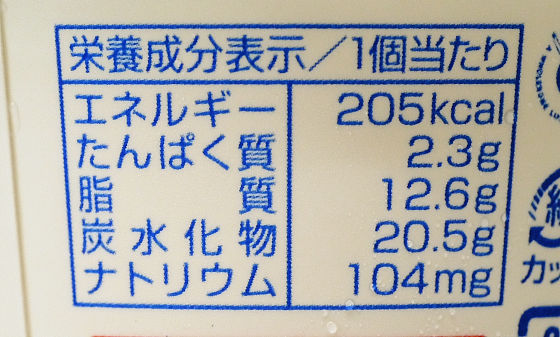 栄養成分表示／1個当たり
エネルギー 205kcal
たんぱく質 2.3g
脂質 12.6g
炭水化物 20.5g
ナトリウム 104mg
カッ